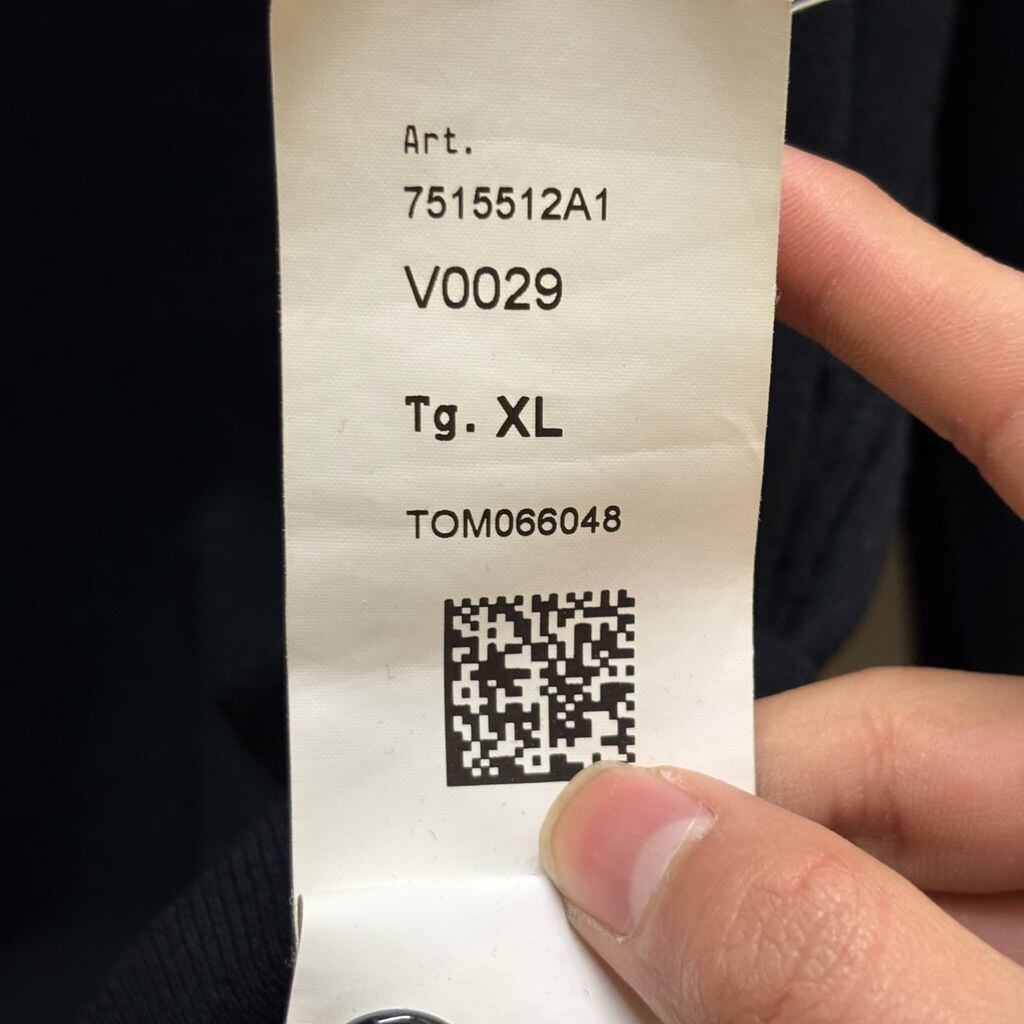 Art.
7515512A1
V0029
Tg. XL
TOM066048